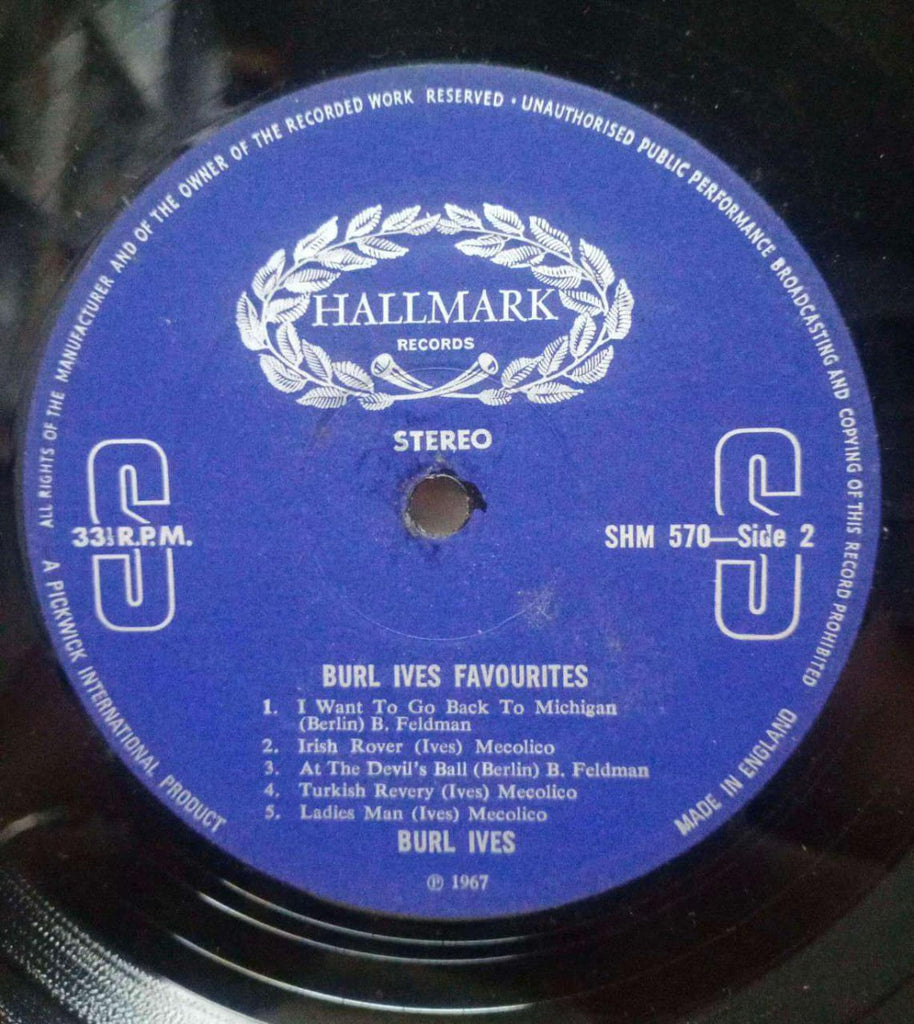 ALL RIGHTS OF THE MANUFACTURER AND OF THE OWNER OF THE RECORDED WORK RESERVED · UNAUTHORISED PUBLIC PERFORMANCE BROADCASTING AND COPYING OF THIS RECORD PROHIBITED
HALLMARK
RECORDS
STEREO
S
S
33⅓ R.P.M.
SHM 570—Side 2
BURL IVES FAVOURITES
1. I Want To Go Back To Michigan
(Berlin) B. Feldman
2. Irish Rover (Ives) Mecolico
3. At The Devil's Ball (Berlin) B. Feldman
4. Turkish Revery (Ives) Mecolico
5. Ladies Man (Ives) Mecolico
BURL IVES
℗ 1967
A PICKWICK INTERNATIONAL PRODUCT
MADE IN ENGLAND